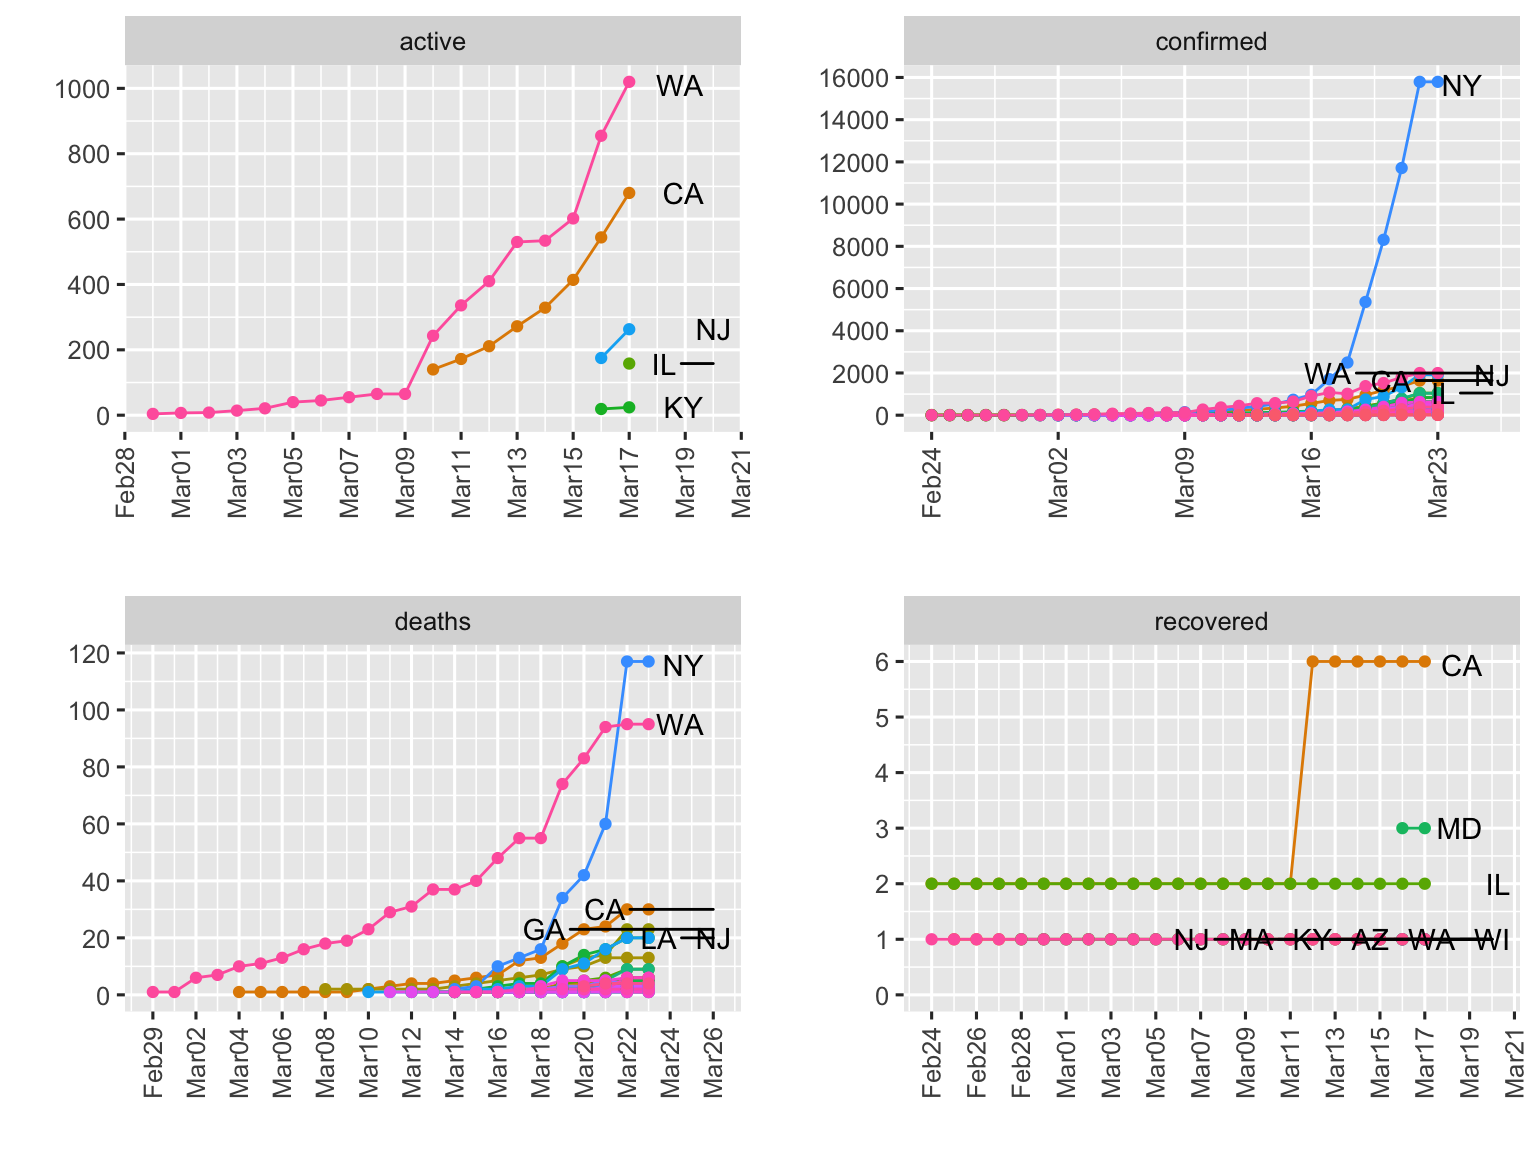 active
1000
800
600
400
200
0
WA
CA
NJ
IL
KY
Feb28 Mar01 Mar03 Mar05 Mar07 Mar09 Mar11 Mar13 Mar15 Mar17 Mar19 Mar21
confirmed
16000
14000
12000
10000
8000
6000
4000
2000
0
NY
WA CA NJ
IL
Feb24 Mar02 Mar09 Mar16 Mar23
deaths
120
100
80
60
40
20
0
NY
WA
CA
GA
LA NJ
Feb29 Mar02 Mar04 Mar06 Mar08 Mar10 Mar12 Mar14 Mar16 Mar18 Mar20 Mar22 Mar24 Mar26
recovered
6
5
4
3
2
1
0
CA
MD
IL
NJ MA KY AZ WA WI
Feb24 Feb26 Feb28 Mar01 Mar03 Mar05 Mar07 Mar09 Mar11 Mar13 Mar15 Mar17 Mar19 Mar21